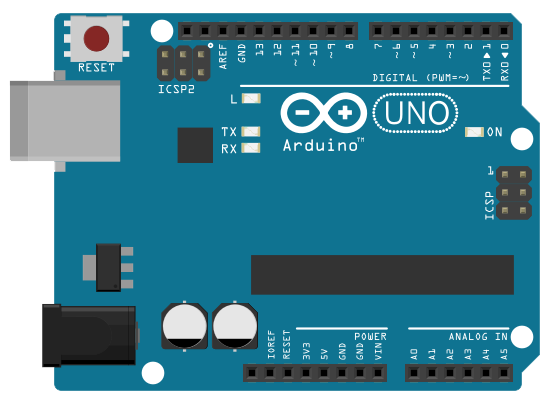 RESET
ICSP2
AREF
GND
13
12
~11
~10
~9
8
7
~6
~5
4
~3
2
TX0▶1
RX0◀0
DIGITAL (PWM=~)
L
TX
RX
UNO
Arduino™
ON
1
ICSP
POWER
ANALOG IN
IOREF
RESET
3V3
5V
GND
GND
VIN
A0
A1
A2
A3
A4
A5